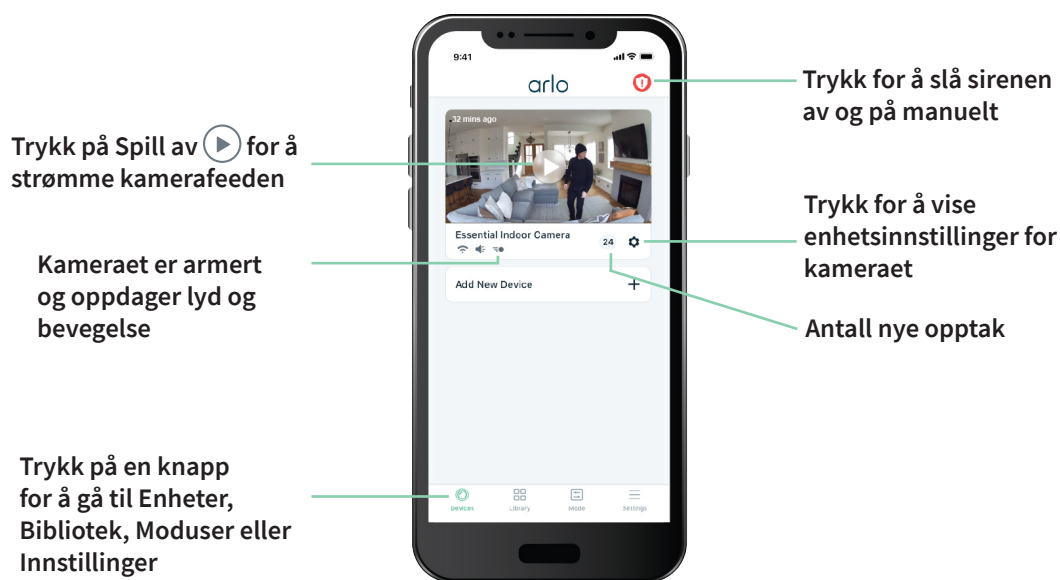 Trykk på Spill av for å
strømme kamerafeeden
Kameraet er armert
og oppdager lyd og
bevegelse
Trykk på en knapp
for å gå til Enheter,
Bibliotek, Moduser eller
Innstillinger
9:41
arlo
32 mins ago
Essential Indoor Camera
24
Add New Device
Devices
Library
Mode
Settings
Trykk for å slå sirenen
av og på manuelt
Trykk for å vise
enhetsinnstillinger for
kameraet
Antall nye opptak